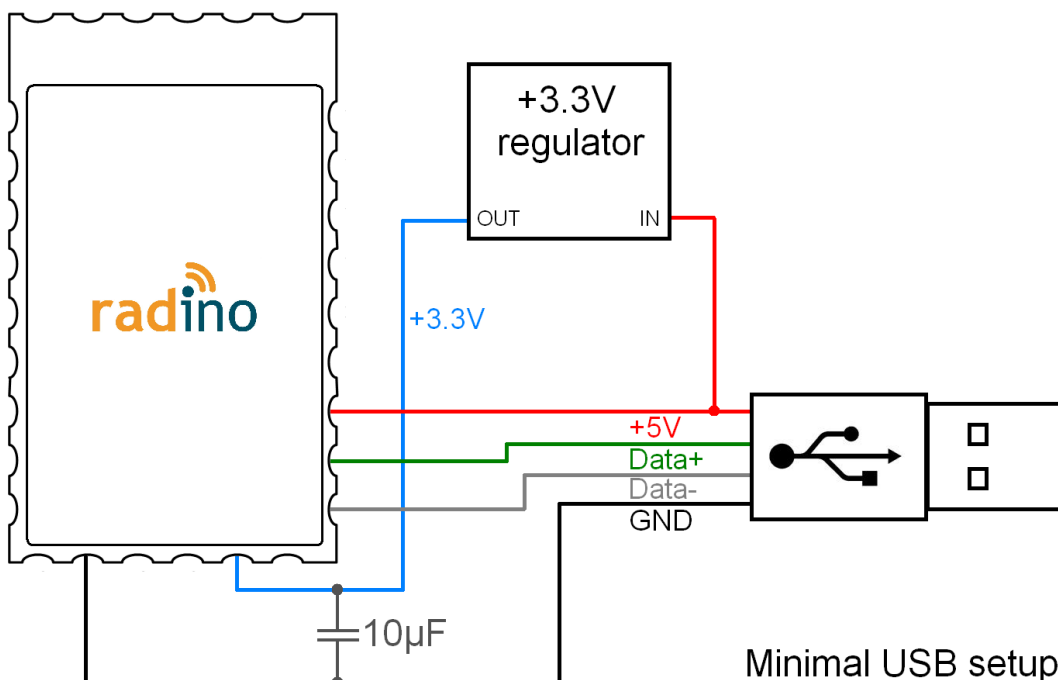 +3.3V
regulator
OUT
IN
radino
+3.3V
+5V
Data+
Data-
GND
10µF
Minimal USB setup